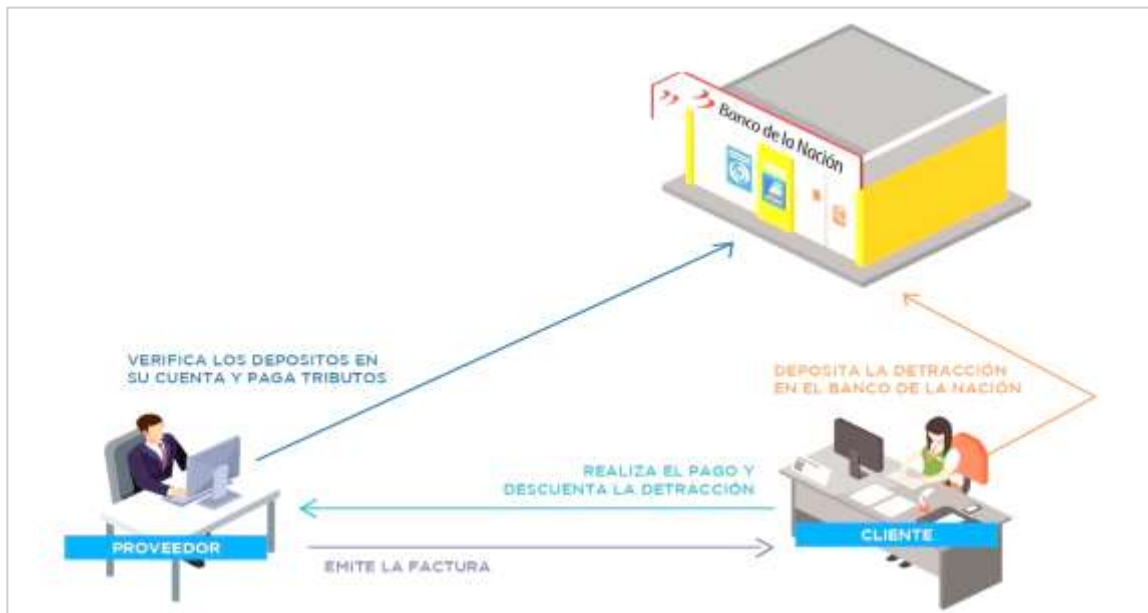 Banco de la Nación
VERIFICA LOS DEPOSITOS EN
SU CUENTA Y PAGA TRIBUTOS
DEPOSITA LA DETRACCIÓN
EN EL BANCO DE LA NACIÓN
REALIZA EL PAGO Y
DESCUENTA LA DETRACCIÓN
PROVEEDOR
CLIENTE
EMITE LA FACTURA